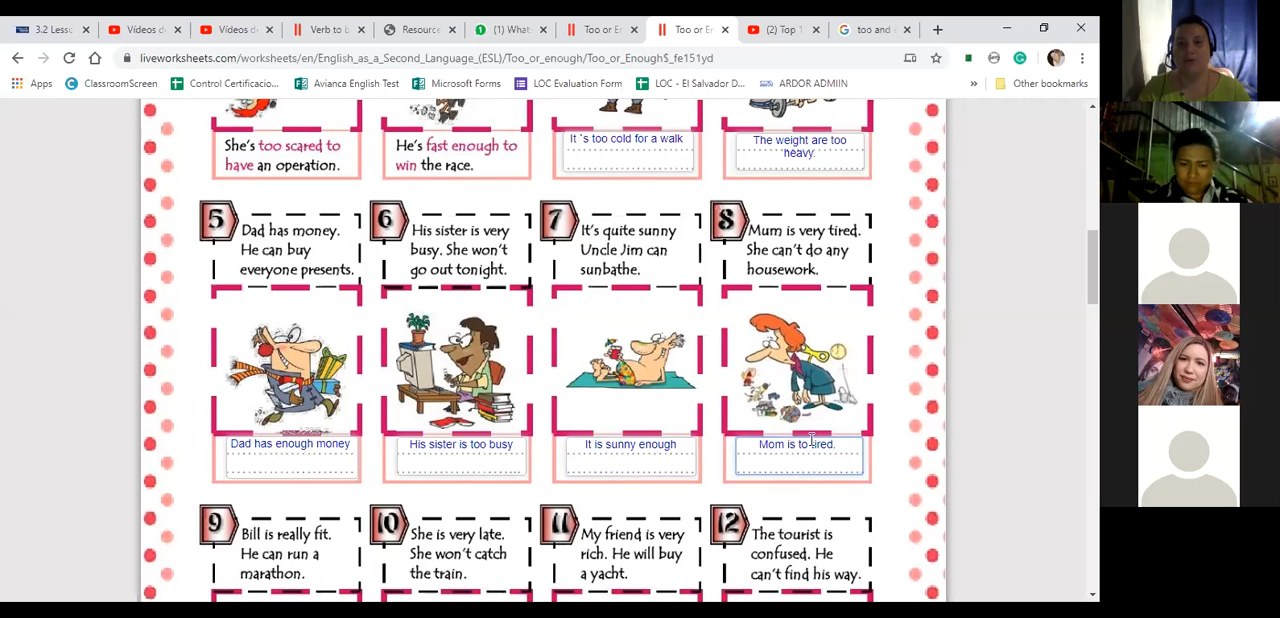 3.2 Lesso
Vídeos d
Vídeos d
Verb to b
Resource
(1) What
Too or En
Too or En
(2) Top 1
too and
liveworksheets.com/worksheets/en/English_as_a_Second_Language_(ESL)/Too_or_enough/Too_or_Enough$_fe151yd
Apps
ClassroomScreen
Control Certificacio...
Avianca English Test
Microsoft Forms
LOC Evaluation Form
LOC - El Salvador D...
ARDOR ADMIIN
»
Other bookmarks
She's too scared to
have an operation.
He's fast enough to
win the race.
It `s too cold for a walk
The weight are too
heavy.
5
Dad has money.
He can buy
everyone presents.
6
His sister is very
busy. She won't
go out tonight.
7
It's quite sunny
Uncle Jim can
sunbathe.
8
Mum is very tired.
She can't do any
housework.
Dad has enough money
His sister is too busy
It is sunny enough
Mom is to tired.
9
Bill is really fit.
He can run a
marathon.
10
She is very late.
She won't catch
the train.
11
My friend is very
rich. He will buy
a yacht.
12
The tourist is
confused. He
can't find his way.